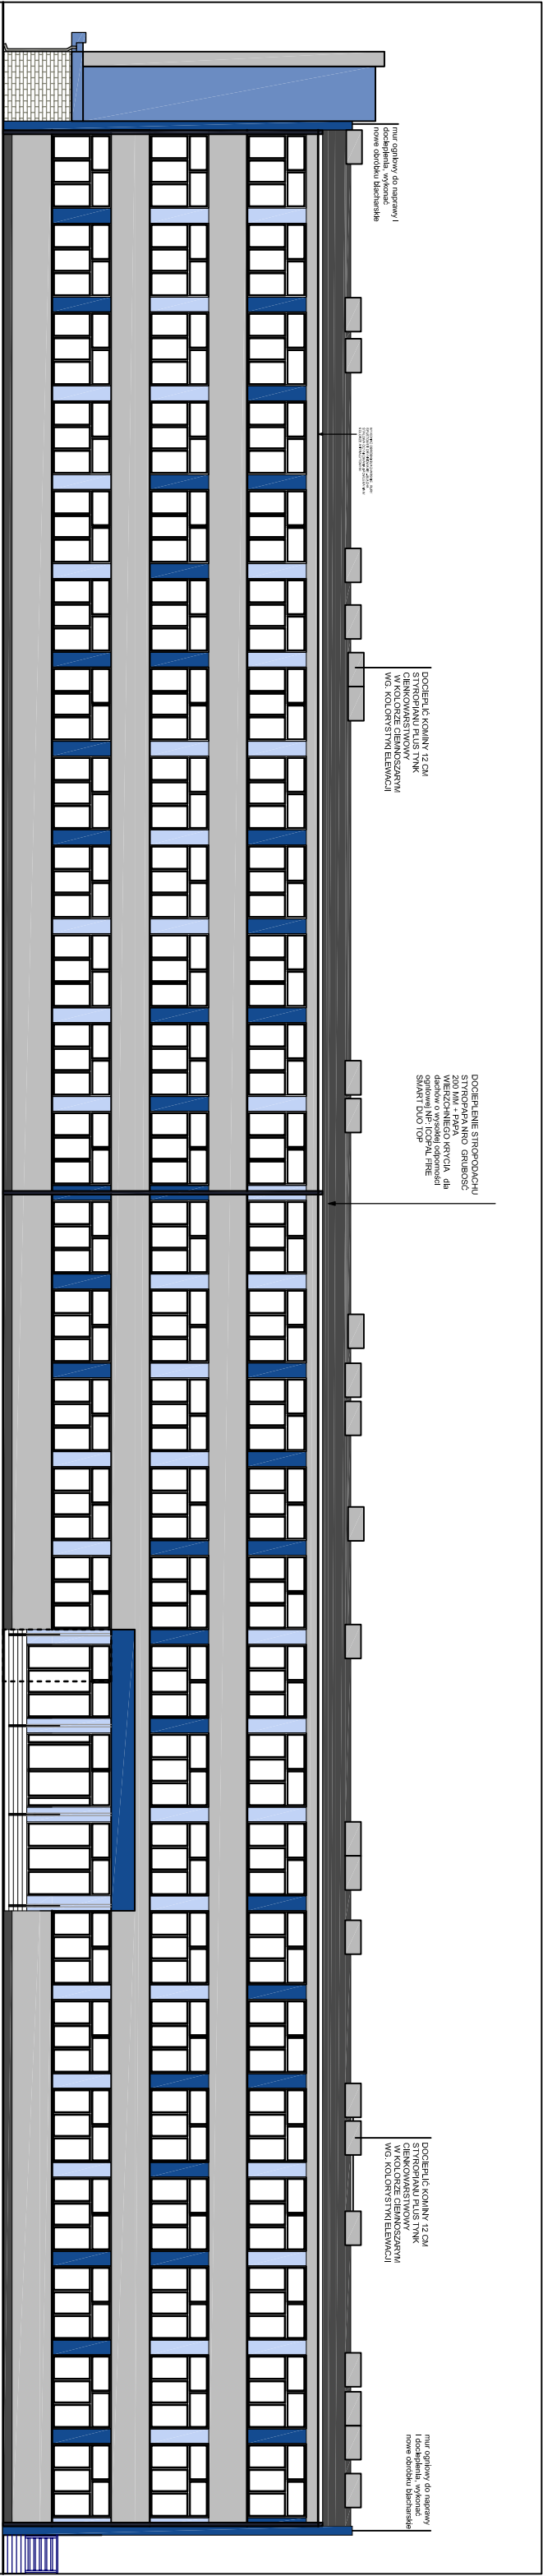 mur ogniowy do naprawy i
docieplenia, wykonać
nowe obróbki blacharskie
DOCIEPLIĆ KOMINY 12 CM
STYROPIANU PLUS TYNK
CIENKOWARSTWOWY
W KOLORZE CIEMNOSZARYM
WG. KOLORYSTYKI ELEWACJI
DOCIEPLENIE STROPODACHU
STYROPAPA NRO GRUBOŚĆ
200 MM + PAPA
WIERZCHNIEGO KRYCIA dla
dachów o wysokiej odporności
ogniowej NP: ICOPAL FIRE
SMART DUO TOP
DOCIEPLIĆ KOMINY 12 CM
STYROPIANU PLUS TYNK
CIENKOWARSTWOWY
W KOLORZE CIEMNOSZARYM
WG. KOLORYSTYKI ELEWACJI
mur ogniowy do naprawy
i docieplenia, wykonać
nowe obróbki blacharskie